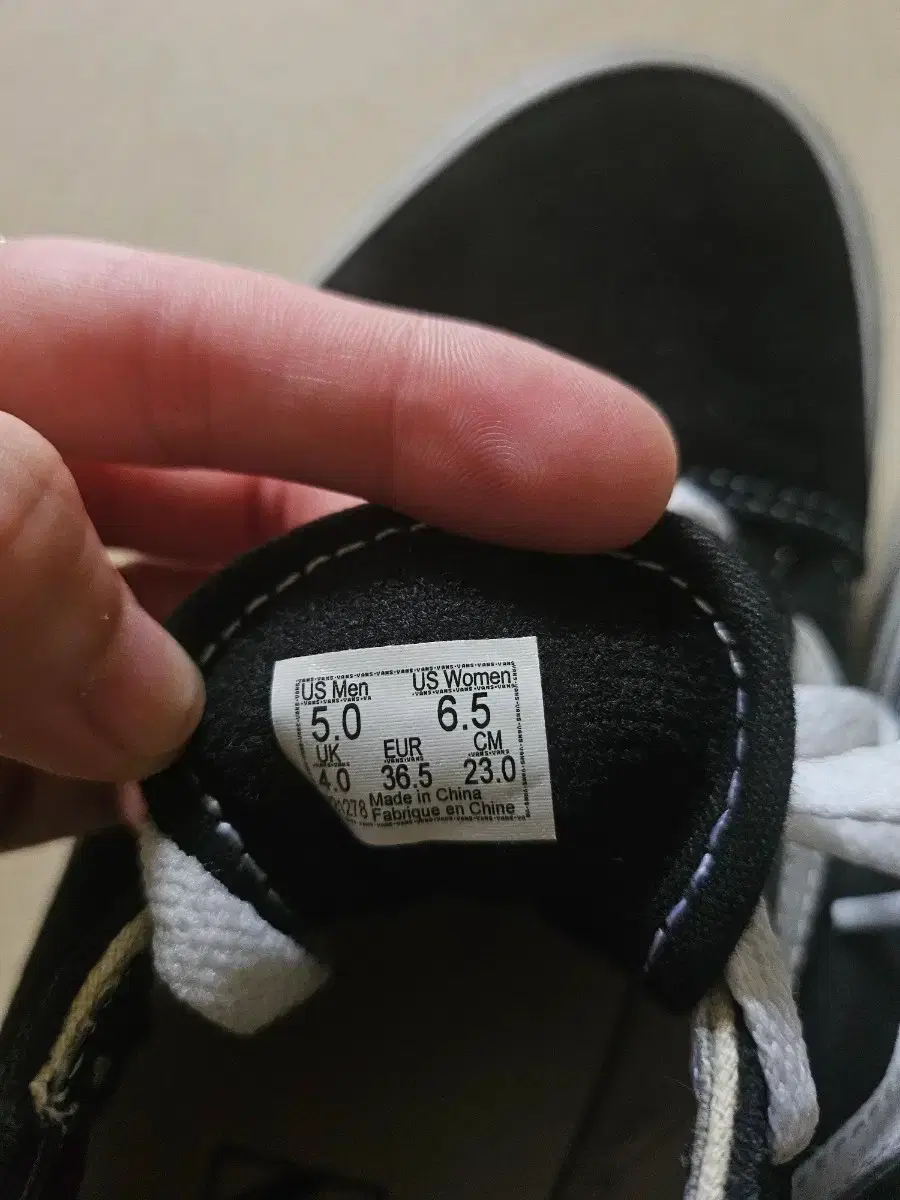 US Men US Women
5.0 6.5
UK EUR CM
4.0 36.5 23.0
Made in China
Fabrique en Chine